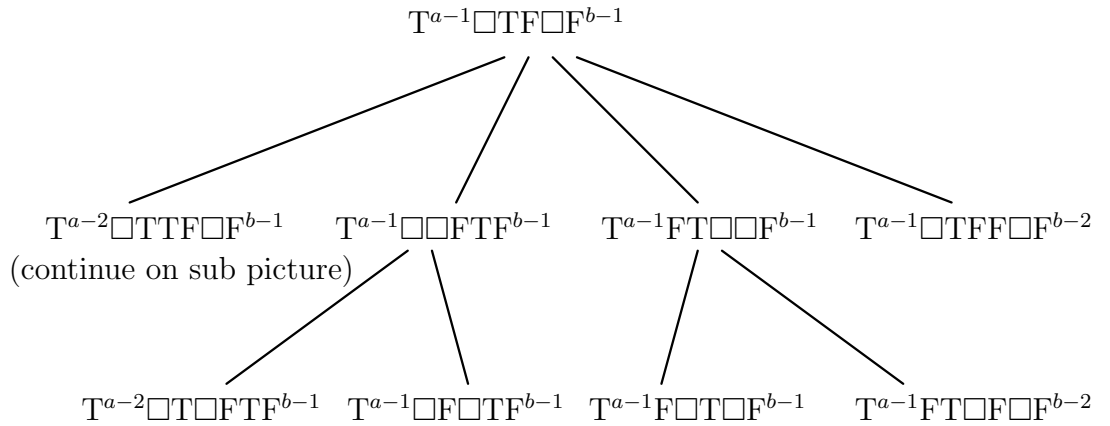 T^{a−1}□TF□F^{b−1}
T^{a−2}□TTF□F^{b−1} T^{a−1}□□FTF^{b−1} T^{a−1}FT□□F^{b−1} T^{a−1}□TFF□F^{b−2}
(continue on sub picture)
T^{a−2}□T□FTF^{b−1} T^{a−1}□F□TF^{b−1} T^{a−1}F□T□F^{b−1} T^{a−1}FT□F□F^{b−2}